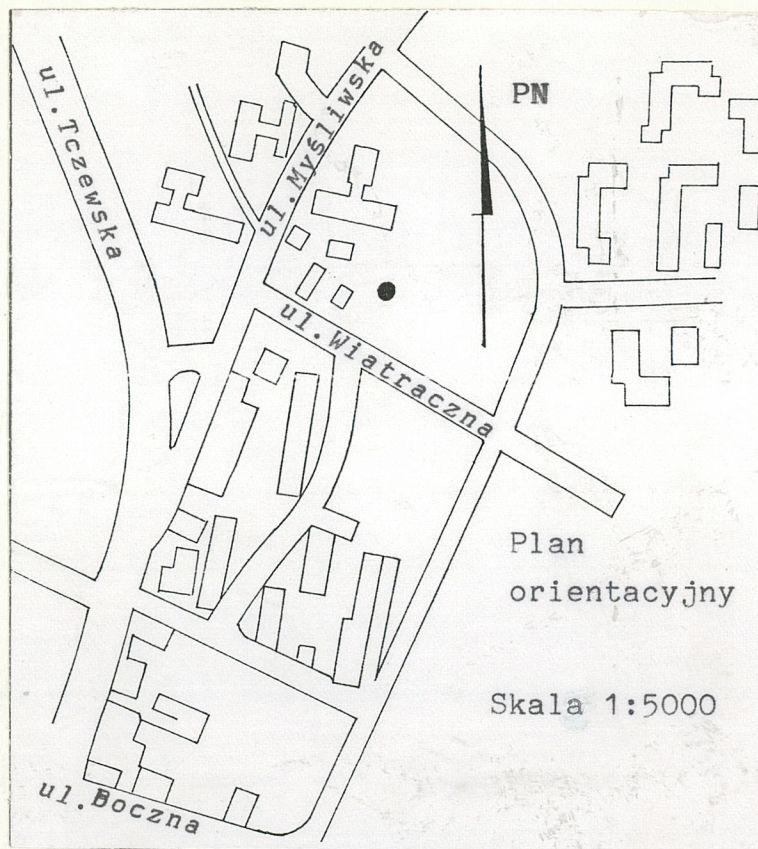 ul.Tczewska
ul.Myśliwska
PN
ul.Wiatraczna
Plan
orientacyjny
Skala 1:5000
ul.Boczna